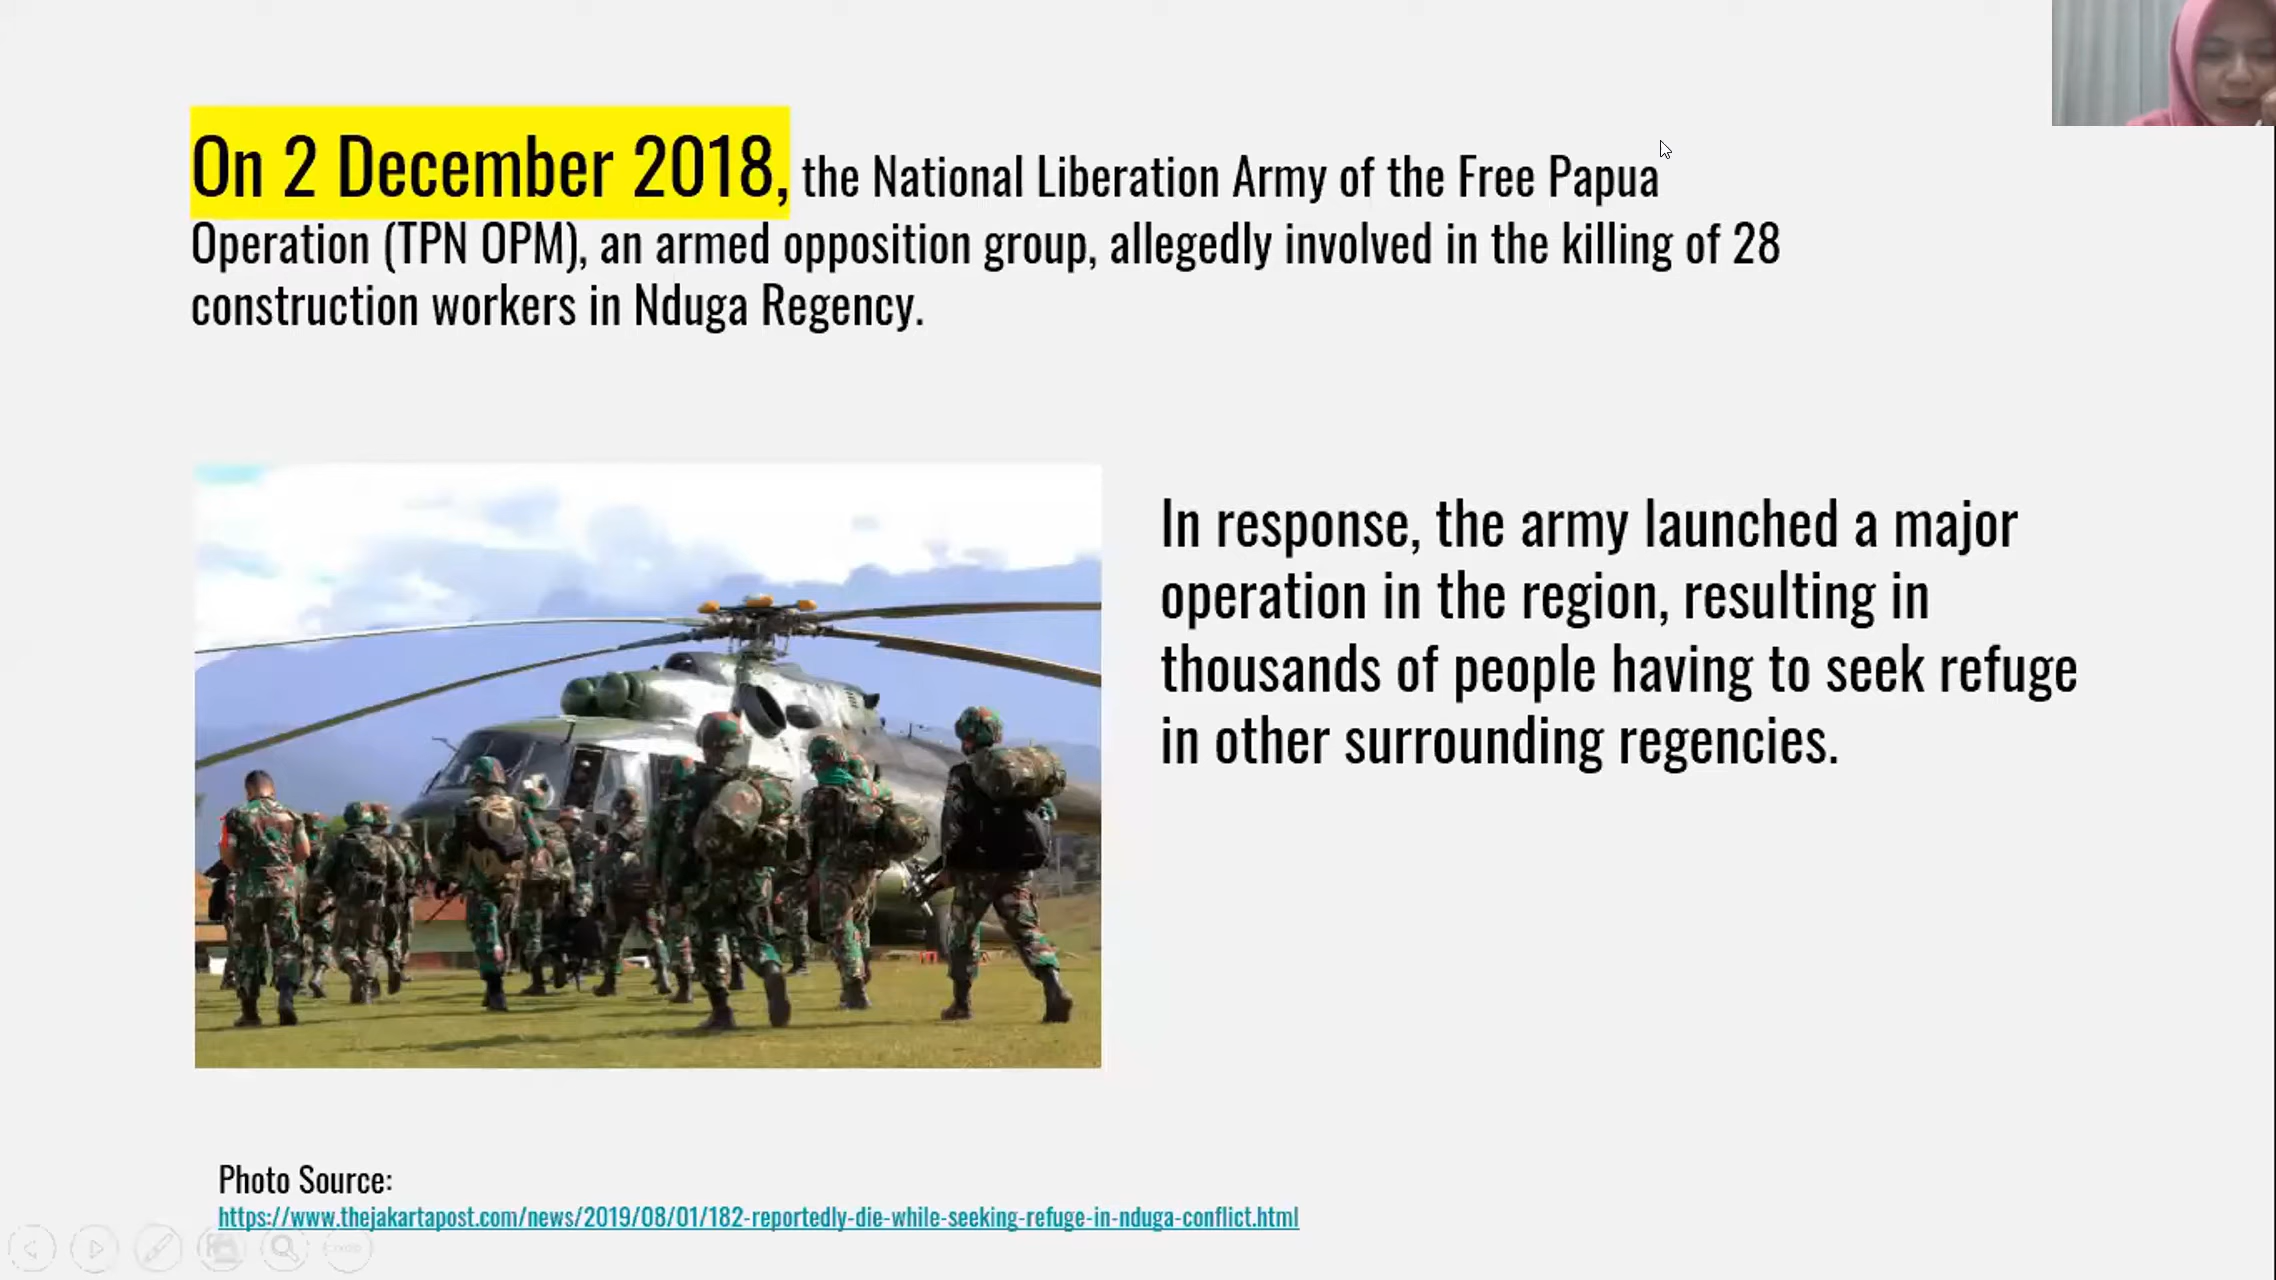 On 2 December 2018, the National Liberation Army of the Free Papua
Operation (TPN OPM), an armed opposition group, allegedly involved in the killing of 28
construction workers in Nduga Regency.
In response, the army launched a major
operation in the region, resulting in
thousands of people having to seek refuge
in other surrounding regencies.
Photo Source:
https://www.thejakartapost.com/news/2019/08/01/182-reportedly-die-while-seeking-refuge-in-nduga-conflict.html